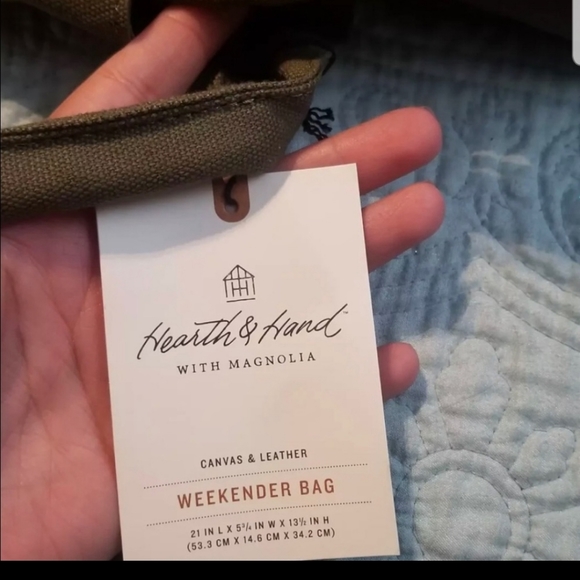 Hearth & Hand™
WITH MAGNOLIA
CANVAS & LEATHER
WEEKENDER BAG
21 IN L X 5¾ IN W X 13½ IN H
(53.3 CM X 14.6 CM X 34.2 CM)